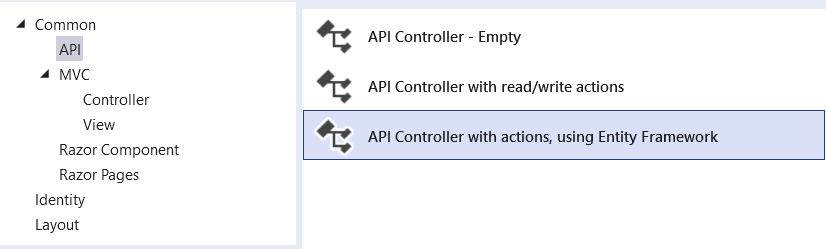 Common
API
MVC
Controller
View
Razor Component
Razor Pages
Identity
Layout
API Controller - Empty
API Controller with read/write actions
API Controller with actions, using Entity Framework